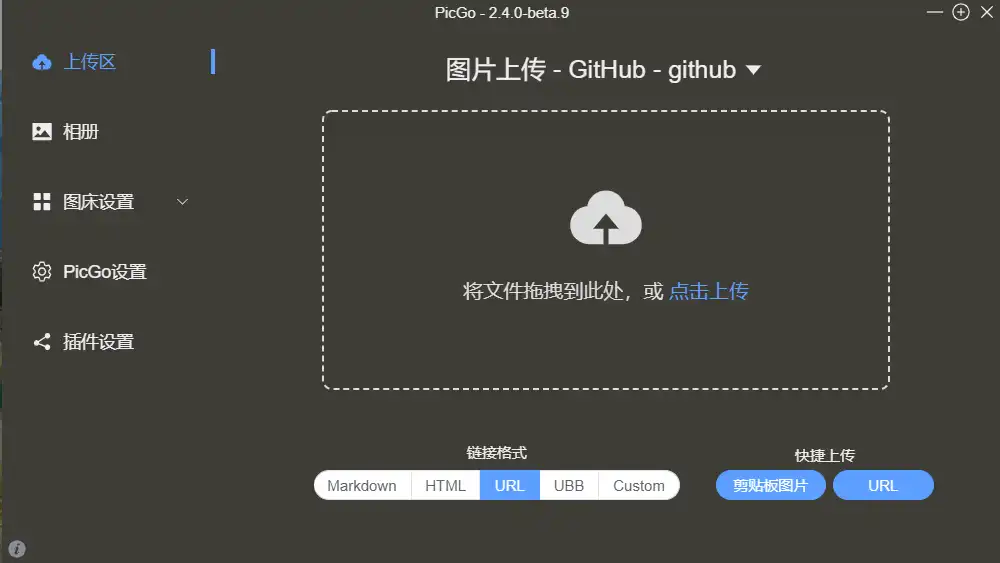 PicGo - 2.4.0-beta.9
上传区
相册
图床设置
PicGo设置
插件设置
图片上传 - GitHub - github
将文件拖拽到此处，或 点击上传
链接格式
Markdown HTML URL UBB Custom
快捷上传
剪贴板图片 URL